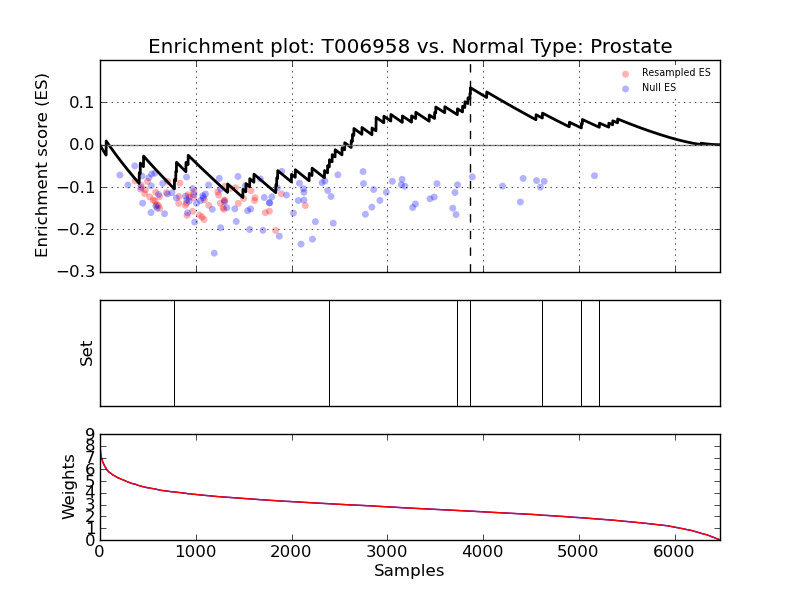 Enrichment plot: T006958 vs. Normal Type: Prostate
Enrichment score (ES)
0.1
0.0
−0.1
−0.2
−0.3
Resampled ES
Null ES
Set
Weights
9
8
7
6
5
4
3
2
1
0
0 1000 2000 3000 4000 5000 6000
Samples